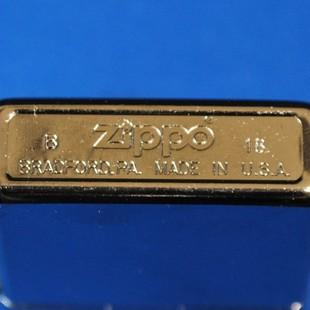 B Zippo 18
BRADFORD,PA. MADE IN U.S.A.